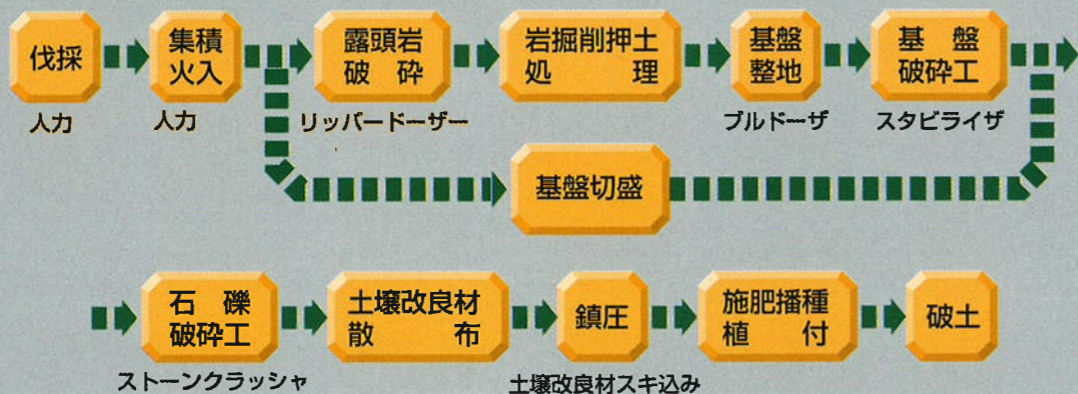 伐採
集積
火入
露頭岩
破砕
岩掘削押土
処理
基盤
整地
基盤
破砕工
人力
人力
リッパードーザー
ブルドーザ
スタビライザ
基盤切盛
石礫
破砕工
土壌改良材
散布
鎮圧
施肥播種
植付
破土
ストーンクラッシャ
土壌改良材スキ込み